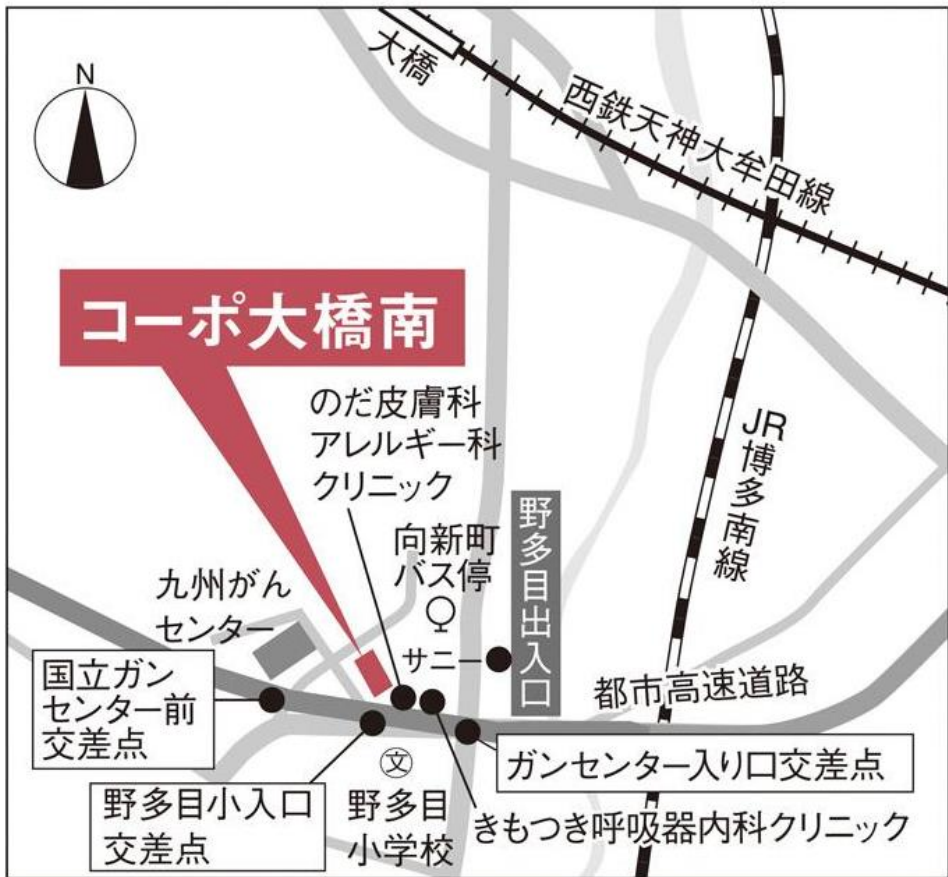 大橋
N
西鉄天神大牟田線
コーポ大橋南
のだ皮膚科
アレルギー科
クリニック
JR博多南線
向新町
バス停
野多目出入口
九州がん
センター
サニー
国立ガン
センター前
交差点
都市高速道路
文
ガンセンター入り口交差点
野多目小入口
交差点
野多目
小学校
きもつき呼吸器内科クリニック